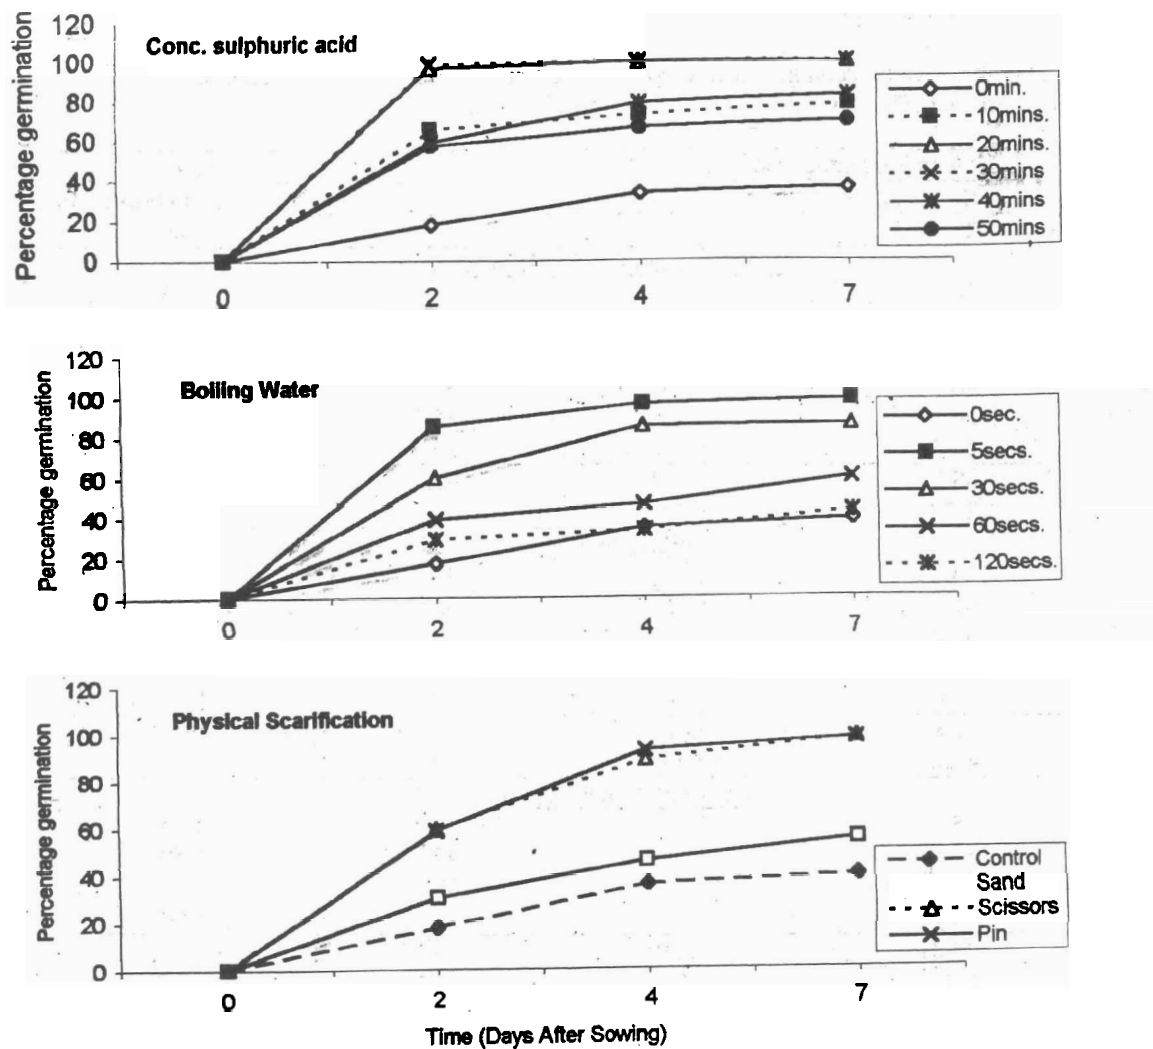 Conc. sulphuric acid
Percentage germination
120
100
80
60
40
20
0
0 2 4 7
0min.
10mins.
20mins.
30mins
40mins
50mins
Boiling Water
Percentage germination
120
100
80
60
40
20
0
0 2 4 7
0sec.
5secs.
30secs.
60secs.
120secs.
Physical Scarification
Percentage germination
120
100
80
60
40
20
0
0 2 4 7
Control
Sand
Scissors
Pin
Time (Days After Sowing)